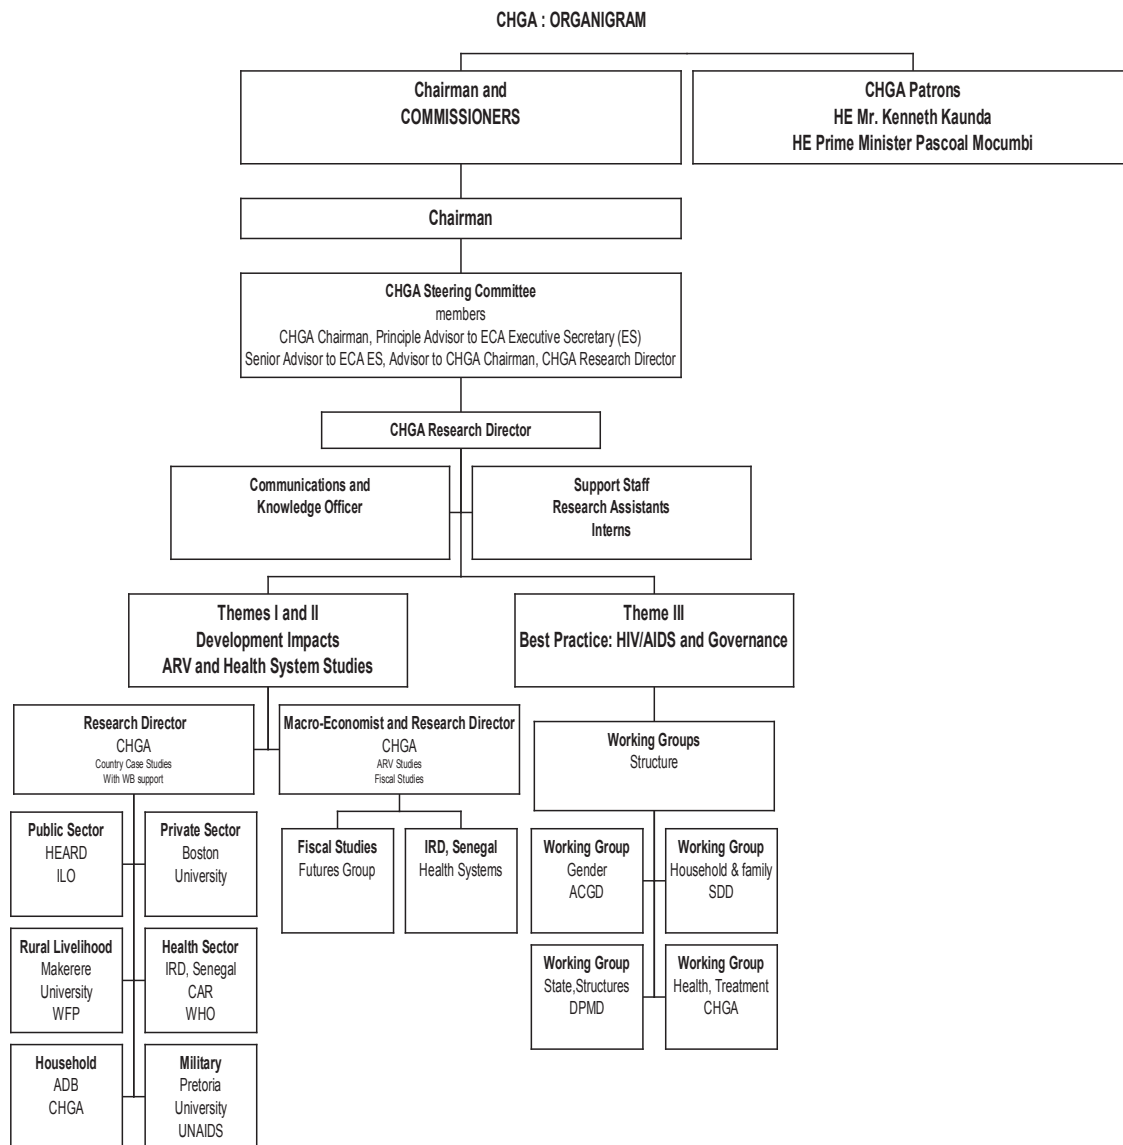 CHGA : ORGANIGRAM
Chairman and
COMMISSIONERS
CHGA Patrons
HE Mr. Kenneth Kaunda
HE Prime Minister Pascoal Mocumbi
Chairman
CHGA Steering Committee
members
CHGA Chairman, Principle Advisor to ECA Executive Secretary (ES)
Senior Advisor to ECA ES, Advisor to CHGA Chairman, CHGA Research Director
CHGA Research Director
Communications and
Knowledge Officer
Support Staff
Research Assistants
Interns
Themes I and II
Development Impacts
ARV and Health System Studies
Theme III
Best Practice: HIV/AIDS and Governance
Research Director
CHGA
Country Case Studies
With WB support
Macro-Economist and Research Director
CHGA
ARV Studies
Fiscal Studies
Working Groups
Structure
Public Sector
HEARD
ILO
Private Sector
Boston
University
Fiscal Studies
Futures Group
IRD, Senegal
Health Systems
Working Group
Gender
ACGD
Working Group
Household & family
SDD
Rural Livelihood
Makerere
University
WFP
Health Sector
IRD, Senegal
CAR
WHO
Working Group
State,Structures
DPMD
Working Group
Health, Treatment
CHGA
Household
ADB
CHGA
Military
Pretoria
University
UNAIDS